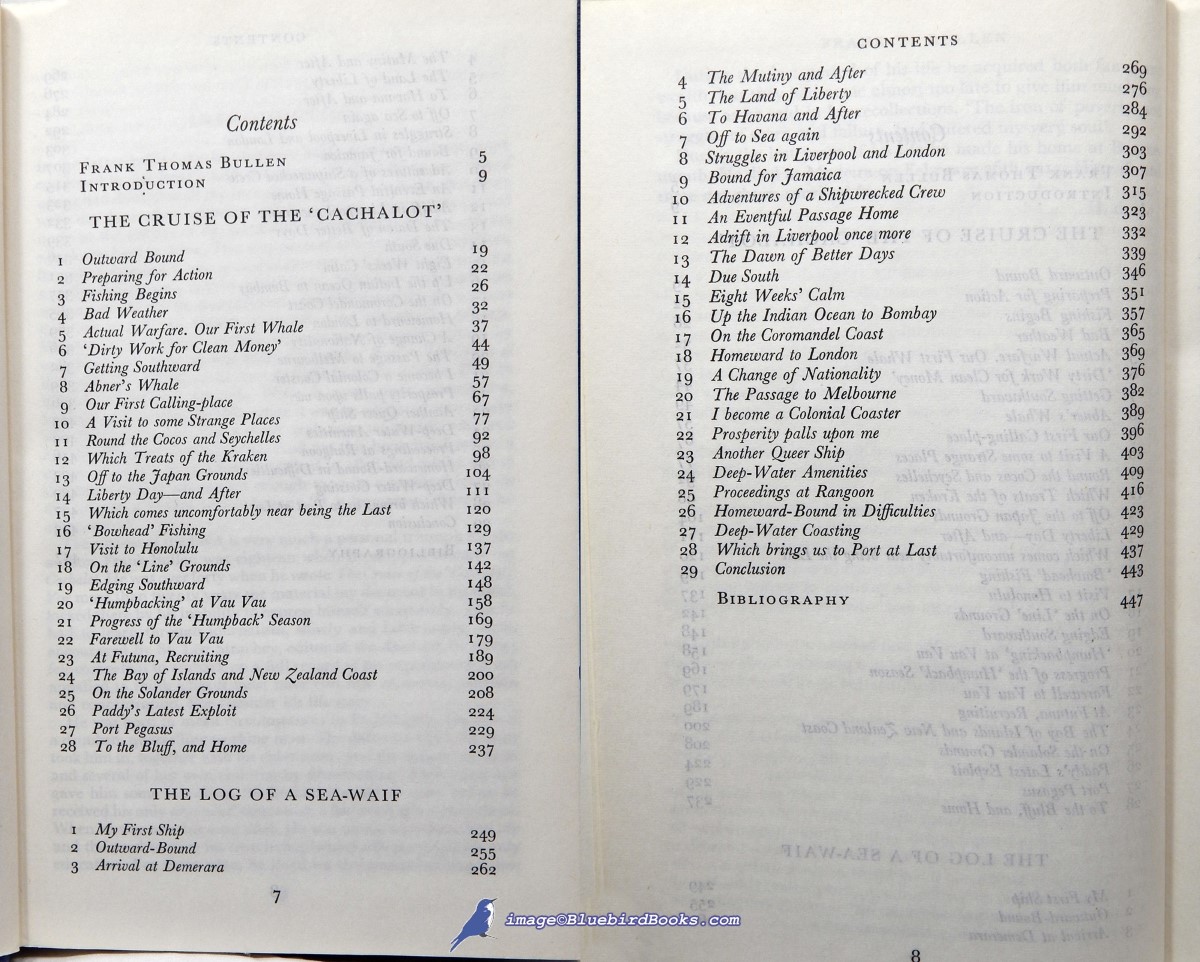 Contents
FRANK THOMAS BULLEN 5
INTRODUCTION 9
THE CRUISE OF THE ‘CACHALOT’
1 Outward Bound 19
2 Preparing for Action 22
3 Fishing Begins 26
4 Bad Weather 32
5 Actual Warfare. Our First Whale 37
6 ‘Dirty Work for Clean Money’ 44
7 Getting Southward 49
8 Abner's Whale 57
9 Our First Calling-place 67
10 A Visit to some Strange Places 77
11 Round the Cocos and Seychelles 92
12 Which Treats of the Kraken 98
13 Off to the Japan Grounds 104
14 Liberty Day—and After 111
15 Which comes uncomfortably near being the Last 120
16 ‘Bowhead’ Fishing 129
17 Visit to Honolulu 137
18 On the ‘Line’ Grounds 142
19 Edging Southward 148
20 ‘Humpbacking’ at Vau Vau 158
21 Progress of the ‘Humpback’ Season 169
22 Farewell to Vau Vau 179
23 At Futuna, Recruiting 189
24 The Bay of Islands and New Zealand Coast 200
25 On the Solander Grounds 208
26 Paddy's Latest Exploit 224
27 Port Pegasus 229
28 To the Bluff, and Home 237
THE LOG OF A SEA-WAIF
1 My First Ship 249
2 Outward-Bound 255
3 Arrival at Demerara 262
7
CONTENTS
4 The Mutiny and After 269
5 The Land of Liberty 276
6 To Havana and After 284
7 Off to Sea again 292
8 Struggles in Liverpool and London 303
9 Bound for Jamaica 307
10 Adventures of a Shipwrecked Crew 315
11 An Eventful Passage Home 323
12 Adrift in Liverpool once more 332
13 The Dawn of Better Days 339
14 Due South 346
15 Eight Weeks' Calm 351
16 Up the Indian Ocean to Bombay 357
17 On the Coromandel Coast 365
18 Homeward to London 369
19 A Change of Nationality 376
20 The Passage to Melbourne 382
21 I become a Colonial Coaster 389
22 Prosperity palls upon me 396
23 Another Queer Ship 403
24 Deep-Water Amenities 409
25 Proceedings at Rangoon 416
26 Homeward-Bound in Difficulties 423
27 Deep-Water Coasting 429
28 Which brings us to Port at Last 437
29 Conclusion 443
BIBLIOGRAPHY 447
8
image©BluebirdBooks.com